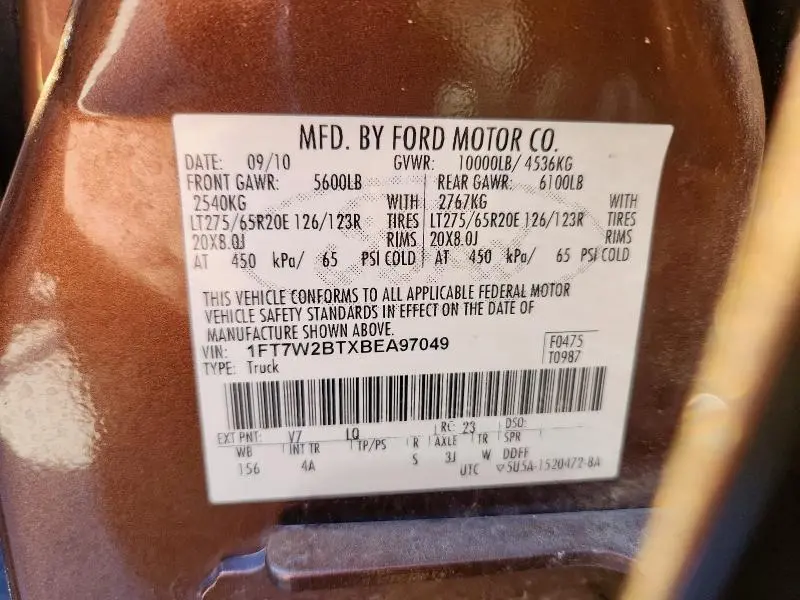 MFD. BY FORD MOTOR CO.
DATE: 09/10 GVWR: 10000LB/ 4536KG
FRONT GAWR: 5600LB REAR GAWR: 6100LB
2540KG WITH 2767KG WITH
LT275/65R20E 126/123R TIRES LT275/65R20E 126/123R TIRES
20X8.0J RIMS 20X8.0J RIMS
AT 450 kPa/ 65 PSI COLD AT 450 kPa/ 65 PSI COLD
THIS VEHICLE CONFORMS TO ALL APPLICABLE FEDERAL MOTOR
VEHICLE SAFETY STANDARDS IN EFFECT ON THE DATE OF
MANUFACTURE SHOWN ABOVE.
VIN: 1FT7W2BTXBEA97049 F0475
TYPE: Truck T0987
EXT PNT: V7 LQ RC: 23 DSO:
WB INT TR TP/PS R AXLE TR SPR
156 4A S 3J W DDFF
UTC ▽5U5A-1520472-BA